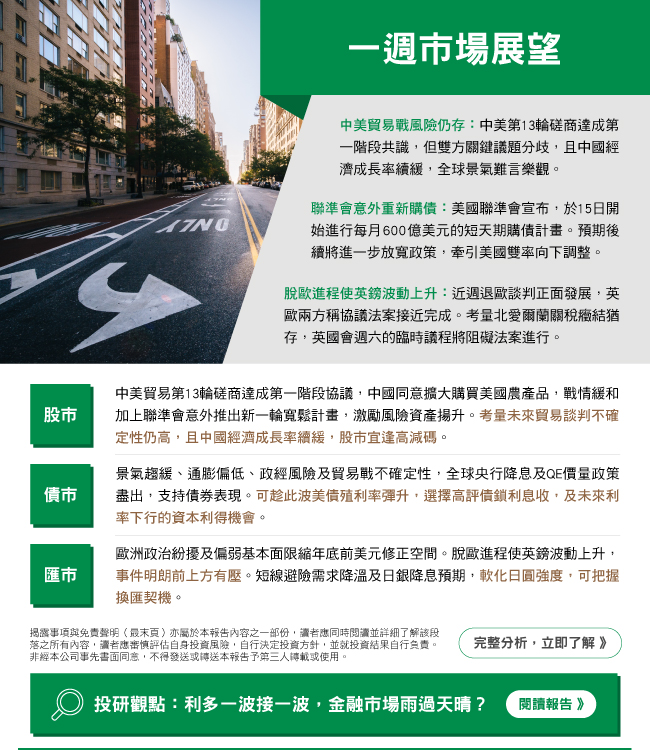 一週市場展望
中美貿易戰風險仍存：中美第13輪磋商達成第
一階段共識，但雙方關鍵議題分歧，且中國經
濟成長率續緩，全球景氣難言樂觀。
聯準會意外重新購債：美國聯準會宣布，於15日開
始進行每月600億美元的短天期購債計畫。預期後
續將進一步放寬政策，牽引美國雙率向下調整。
脫歐進程使英鎊波動上升：近週退歐談判正面發展，英
歐兩方稱協議法案接近完成。考量北愛爾蘭關稅癥結猶
存，英國會週六的臨時議程將阻礙法案進行。
ONLY
股市
中美貿易第13輪磋商達成第一階段協議，中國同意擴大購買美國農產品，戰情緩和
加上聯準會意外推出新一輪寬鬆計畫，激勵風險資產揚升。考量未來貿易談判不確
定性仍高，且中國經濟成長率續緩，股市宜逢高減碼。
債市
景氣趨緩、通膨偏低、政經風險及貿易戰不確定性，全球央行降息及QE價量政策
盡出，支持債券表現。可趁此波美債殖利率彈升，選擇高評債鎖利息收，及未來利
率下行的資本利得機會。
匯市
歐洲政治紛擾及偏弱基本面限縮年底前美元修正空間。脫歐進程使英鎊波動上升，
事件明朗前上方有壓。短線避險需求降溫及日銀降息預期，軟化日圓強度，可把握
換匯契機。
揭露事項與免責聲明（最末頁）亦屬於本報告內容之一部份，讀者應同時閱讀並詳細了解該段
落之所有內容，讀者應審慎評估自身投資風險，自行決定投資方針，並就投資結果自行負責。
非經本公司事先書面同意，不得發送或轉送本報告予第三人轉載或使用。
完整分析，立即了解 》
投研觀點：利多一波接一波，金融市場雨過天晴？
閱讀報告 》